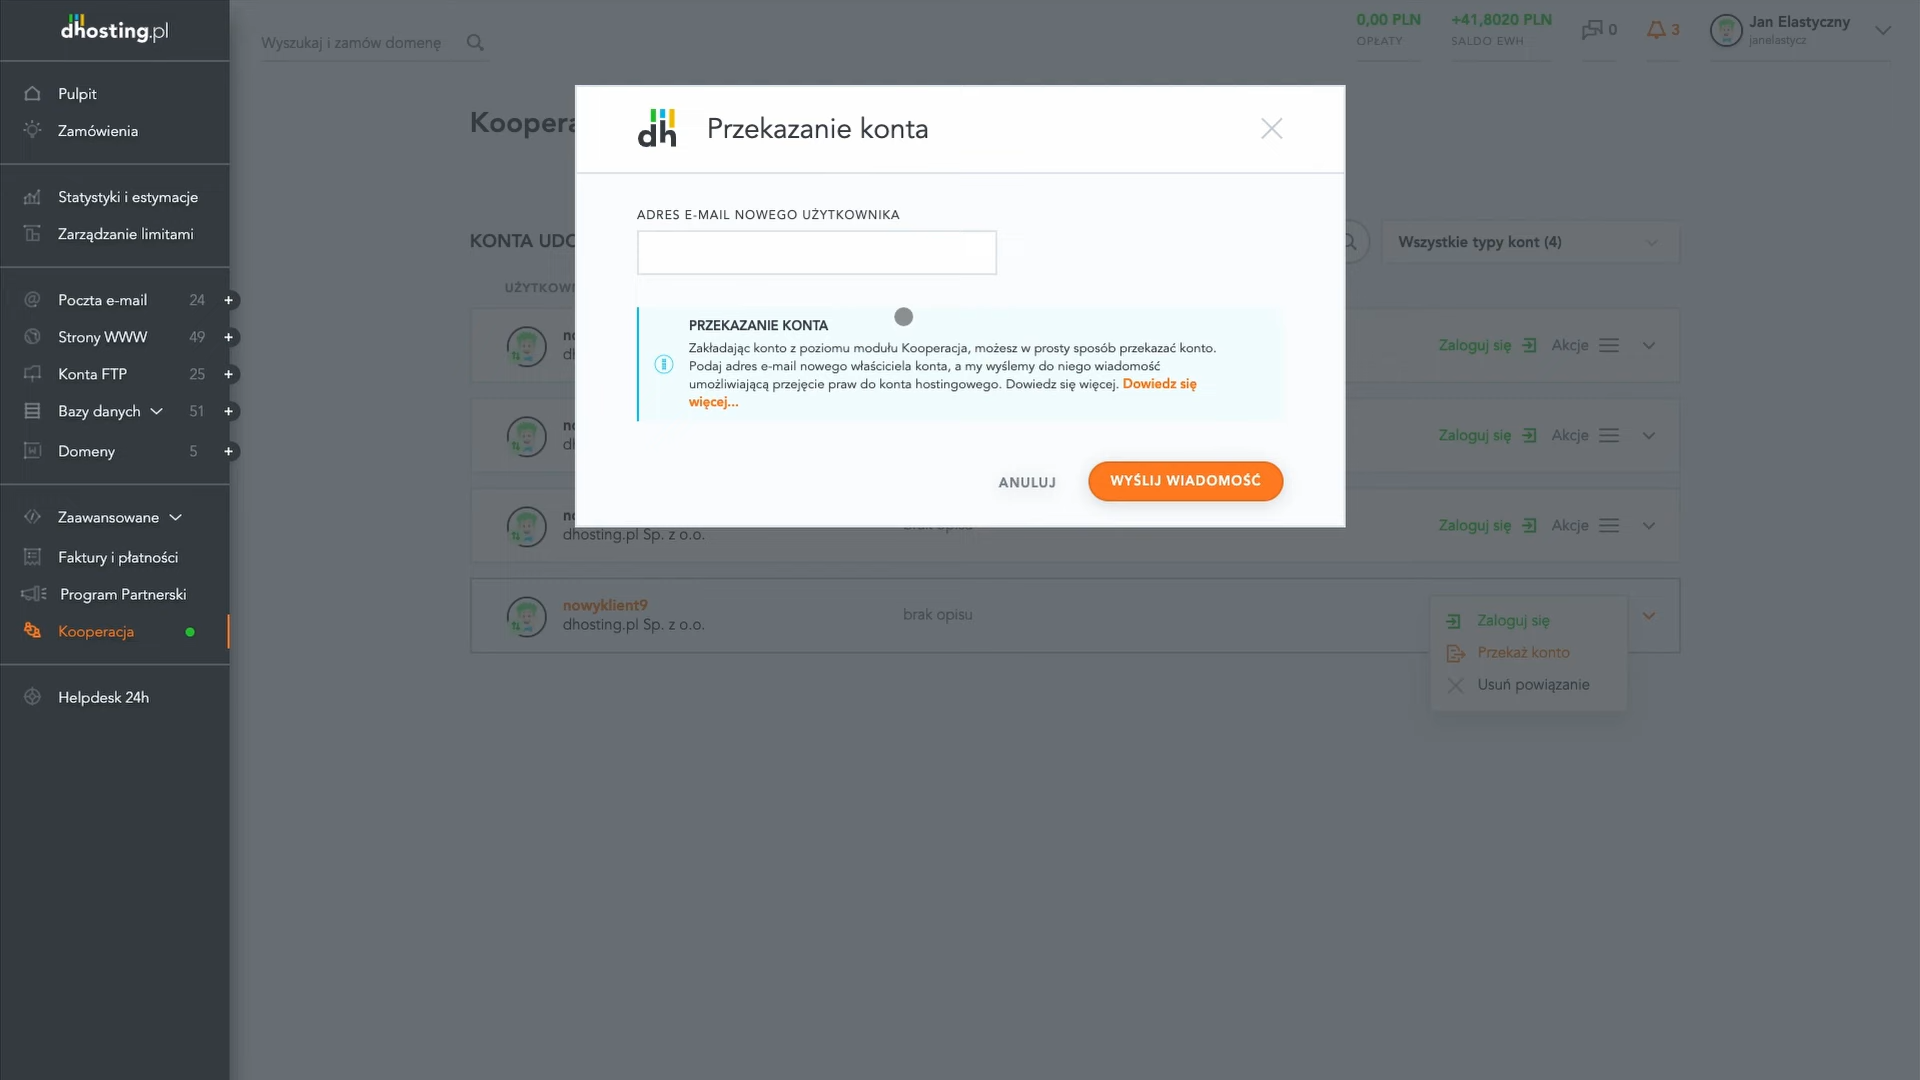 dhosting.pl
Wyszukaj i zamów domenę
0,00 PLN
OPŁATY
+41,8020 PLN
SALDO EWH
0
3
Jan Elastyczny
janelastycz
Pulpit
Zamówienia
Statystyki i estymacje
Zarządzanie limitami
Poczta e-mail 24 +
Strony WWW 49 +
Konta FTP 25 +
Bazy danych 51 +
Domeny 5 +
Zaawansowane
Faktury i płatności
Program Partnerski
Kooperacja
Helpdesk 24h
dh Przekazanie konta
ADRES E-MAIL NOWEGO UŻYTKOWNIKA
PRZEKAZANIE KONTA
Zakładając konto z poziomu modułu Kooperacja, możesz w prosty sposób przekazać konto.
Podaj adres e-mail nowego właściciela konta, a my wyślemy do niego wiadomość
umożliwiającą przejęcie praw do konta hostingowego. Dowiedz się więcej. Dowiedz się
więcej...
ANULUJ
WYŚLIJ WIADOMOŚĆ
Wszystkie typy kont (4)
Zaloguj się Akcje
Zaloguj się Akcje
dhosting.pl Sp. z o.o.
Zaloguj się Akcje
nowyklient9
dhosting.pl Sp. z o.o.
brak opisu
Zaloguj się
Przekaż konto
Usuń powiązanie